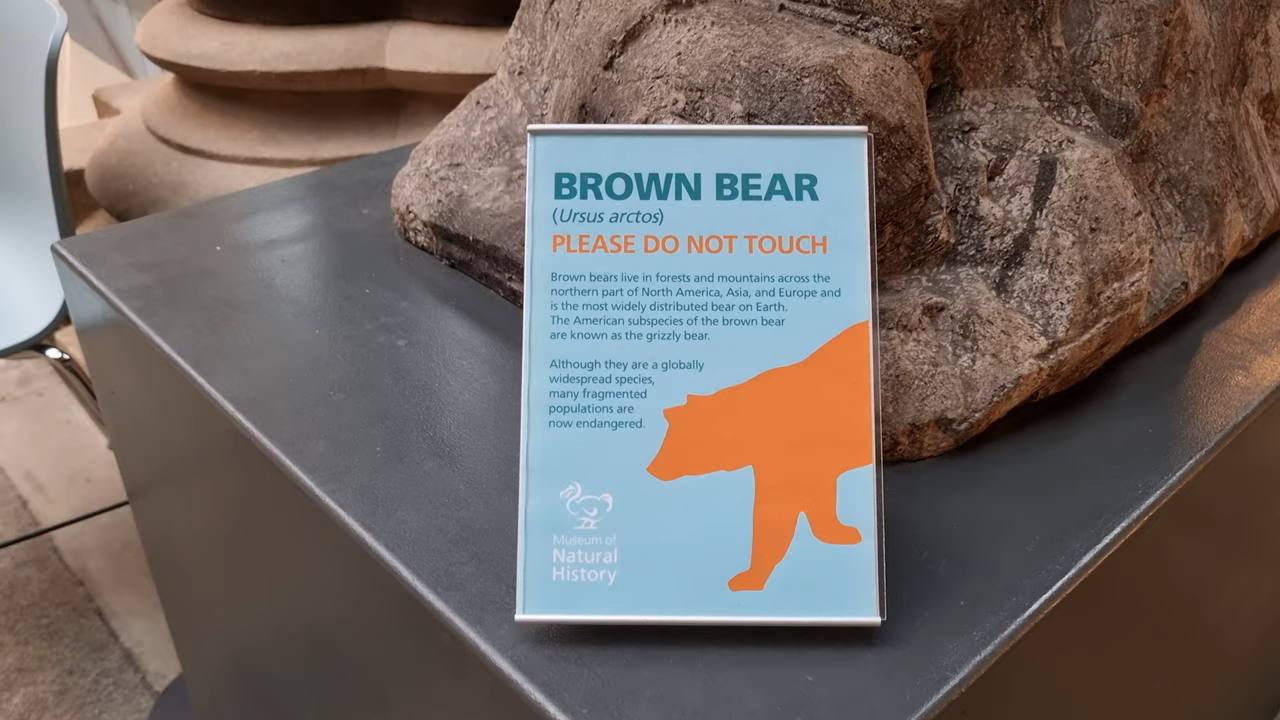 BROWN BEAR
(Ursus arctos)
PLEASE DO NOT TOUCH
Brown bears live in forests and mountains across the
northern part of North America, Asia, and Europe and
is the most widely distributed bear on Earth.
The American subspecies of the brown bear
are known as the grizzly bear.
Although they are a globally
widespread species,
many fragmented
populations are
now endangered.
Museum of
Natural
History